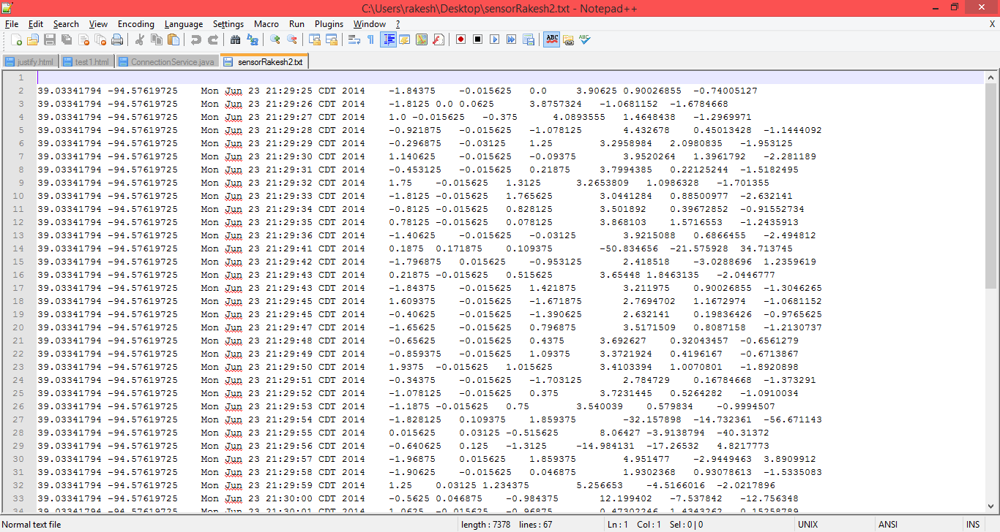 C:\Users\rakesh\Desktop\sensorRakesh2.txt - Notepad++
File Edit Search View Encoding Language Settings Macro Run Plugins Window ? X
justify.html test1.html ConnectionService.java sensorRakesh2.txt
1
2 39.03341794 -94.57619725 Mon Jun 23 21:29:25 CDT 2014 -1.84375 -0.015625 0.0 3.90625 0.90026855 -0.74005127
3 39.03341794 -94.57619725 Mon Jun 23 21:29:26 CDT 2014 -1.8125 0.0 0.0625 3.8757324 -1.0681152 -1.6784668
4 39.03341794 -94.57619725 Mon Jun 23 21:29:27 CDT 2014 1.0 -0.015625 -0.375 4.0893555 1.4648438 -1.2969971
5 39.03341794 -94.57619725 Mon Jun 23 21:29:28 CDT 2014 -0.921875 -0.015625 -1.078125 4.432678 0.45013428 -1.1444092
6 39.03341794 -94.57619725 Mon Jun 23 21:29:29 CDT 2014 -0.296875 -0.03125 1.25 3.2958984 2.0980835 -1.953125
7 39.03341794 -94.57619725 Mon Jun 23 21:29:30 CDT 2014 1.140625 -0.015625 -0.09375 3.9520264 1.3961792 -2.281189
8 39.03341794 -94.57619725 Mon Jun 23 21:29:31 CDT 2014 -0.453125 -0.015625 0.21875 3.7994385 0.22125244 -1.5182495
9 39.03341794 -94.57619725 Mon Jun 23 21:29:32 CDT 2014 1.75 -0.015625 1.3125 3.2653809 1.0986328 -1.701355
10 39.03341794 -94.57619725 Mon Jun 23 21:29:33 CDT 2014 -1.8125 -0.015625 1.765625 3.0441284 0.88500977 -2.632141
11 39.03341794 -94.57619725 Mon Jun 23 21:29:34 CDT 2014 -0.8125 -0.015625 0.828125 3.501892 0.39672852 -0.91552734
12 39.03341794 -94.57619725 Mon Jun 23 21:29:35 CDT 2014 0.78125 -0.015625 0.078125 3.868103 1.5716553 -1.2435913
13 39.03341794 -94.57619725 Mon Jun 23 21:29:36 CDT 2014 -1.40625 -0.015625 -0.03125 3.9215088 0.6866455 -2.494812
14 39.03341794 -94.57619725 Mon Jun 23 21:29:41 CDT 2014 0.1875 0.171875 0.109375 -50.834656 -21.575928 34.713745
15 39.03341794 -94.57619725 Mon Jun 23 21:29:42 CDT 2014 -1.796875 0.015625 -0.953125 2.418518 -3.0288696 1.2359619
16 39.03341794 -94.57619725 Mon Jun 23 21:29:43 CDT 2014 0.21875 -0.015625 0.515625 3.65448 1.8463135 -2.0446777
17 39.03341794 -94.57619725 Mon Jun 23 21:29:43 CDT 2014 -1.84375 -0.015625 1.421875 3.211975 0.90026855 -1.3046265
18 39.03341794 -94.57619725 Mon Jun 23 21:29:45 CDT 2014 1.609375 -0.015625 -1.671875 2.7694702 1.1672974 -1.0681152
19 39.03341794 -94.57619725 Mon Jun 23 21:29:45 CDT 2014 -0.40625 -0.015625 -1.390625 2.632141 0.19836426 -0.9765625
20 39.03341794 -94.57619725 Mon Jun 23 21:29:47 CDT 2014 -1.65625 -0.015625 0.796875 3.5171509 0.8087158 -1.2130737
21 39.03341794 -94.57619725 Mon Jun 23 21:29:48 CDT 2014 -0.65625 -0.015625 0.4375 3.692627 0.32043457 -0.6561279
22 39.03341794 -94.57619725 Mon Jun 23 21:29:49 CDT 2014 -0.859375 -0.015625 1.09375 3.3721924 0.4196167 -0.6713867
23 39.03341794 -94.57619725 Mon Jun 23 21:29:50 CDT 2014 1.9375 -0.015625 1.015625 3.4103394 1.0070801 -1.8920898
24 39.03341794 -94.57619725 Mon Jun 23 21:29:51 CDT 2014 -0.34375 -0.015625 -1.703125 2.784729 0.16784668 -1.373291
25 39.03341794 -94.57619725 Mon Jun 23 21:29:52 CDT 2014 -1.078125 -0.015625 0.375 3.7231445 0.5264282 -1.0910034
26 39.03341794 -94.57619725 Mon Jun 23 21:29:53 CDT 2014 -1.1875 -0.015625 0.75 3.540039 0.579834 -0.9994507
27 39.03341794 -94.57619725 Mon Jun 23 21:29:54 CDT 2014 -1.828125 0.109375 1.859375 -32.157898 -14.732361 -56.671143
28 39.03341794 -94.57619725 Mon Jun 23 21:29:55 CDT 2014 0.015625 0.03125 -0.515625 8.06427 -3.9138794 -40.31372
29 39.03341794 -94.57619725 Mon Jun 23 21:29:56 CDT 2014 -0.640625 0.125 -1.3125 -14.984131 -17.26532 4.8217773
30 39.03341794 -94.57619725 Mon Jun 23 21:29:57 CDT 2014 -1.96875 0.015625 1.859375 4.951477 -2.9449463 3.8909912
31 39.03341794 -94.57619725 Mon Jun 23 21:29:58 CDT 2014 -1.90625 -0.015625 0.046875 1.9302368 0.93078613 -1.5335083
32 39.03341794 -94.57619725 Mon Jun 23 21:29:59 CDT 2014 1.25 0.03125 1.234375 5.256653 -4.5166016 -2.0217896
33 39.03341794 -94.57619725 Mon Jun 23 21:30:00 CDT 2014 -0.5625 0.046875 -0.984375 12.199402 -7.537842 -12.756348
34 39.03341794 -94.57619725 Mon Jun 23 21:30:01 CDT 2014 1.0625 -0.015625 -0.96875 0.47302246 1.4343262 0.15258789
Normal text file length : 7378 lines : 67 Ln : 1 Col : 1 Sel : 0 | 0 UNIX ANSI INS